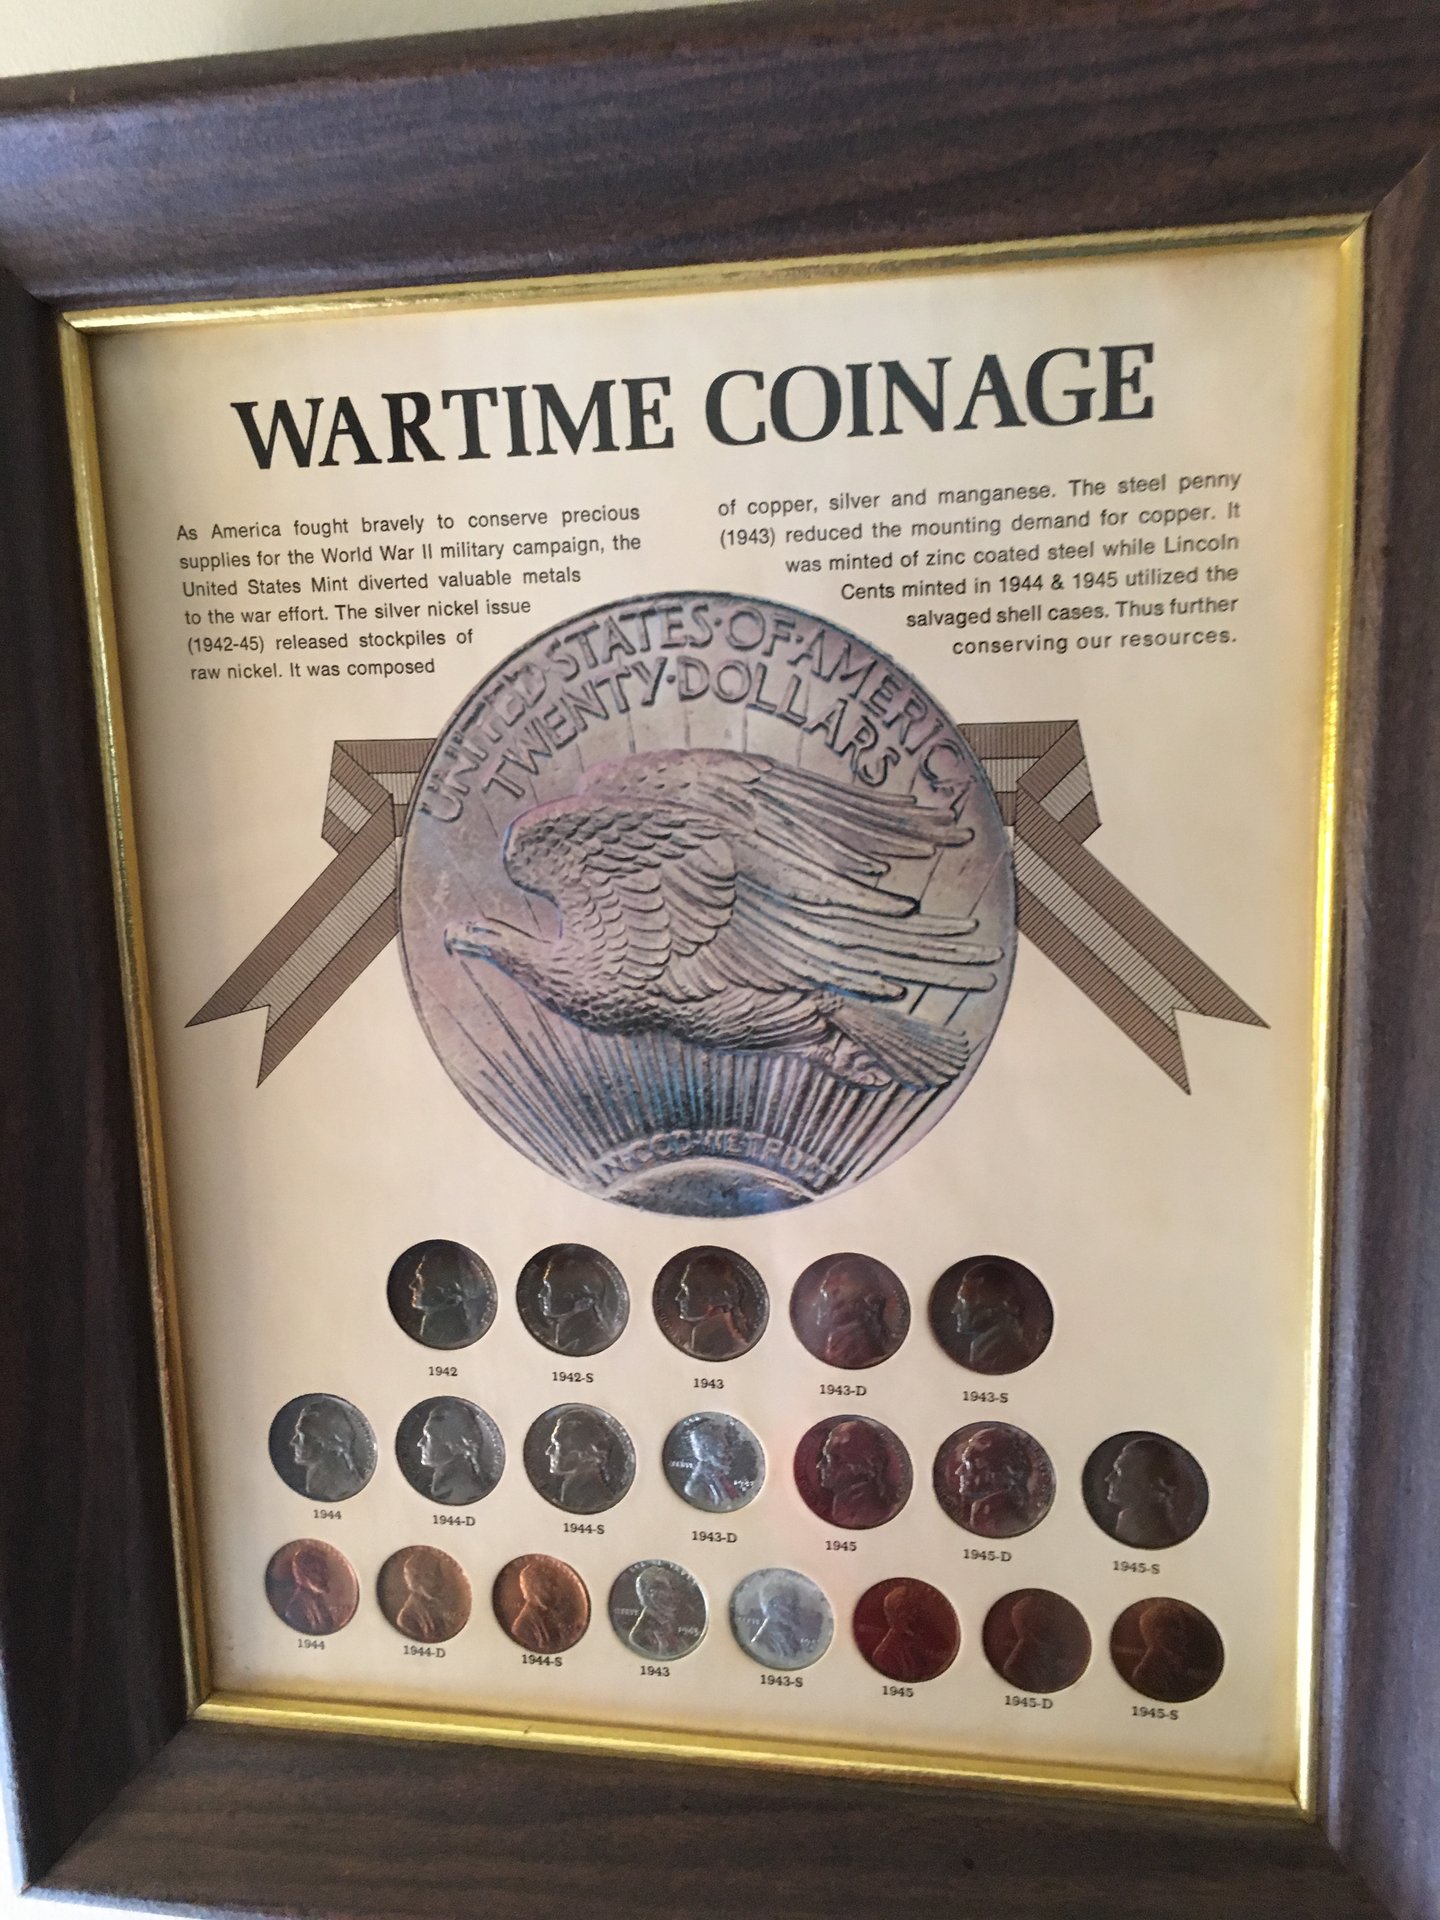 WARTIME COINAGE
As America fought bravely to conserve precious
supplies for the World War II military campaign, the
United States Mint diverted valuable metals
to the war effort. The silver nickel issue
(1942-45) released stockpiles of
raw nickel. It was composed
of copper, silver and manganese. The steel penny
(1943) reduced the mounting demand for copper. It
was minted of zinc coated steel while Lincoln
Cents minted in 1944 & 1945 utilized the
salvaged shell cases. Thus further
conserving our resources.
UNITED·STATES·OF·AMERICA
TWENTY·DOLLARS
IN·GOD·WE·TRUST
1942 1942-S 1943 1943-D 1943-S
1944 1944-D 1944-S 1943-D 1945 1945-D 1945-S
1944 1944-D 1944-S 1943 1943-S 1945 1945-D 1945-S